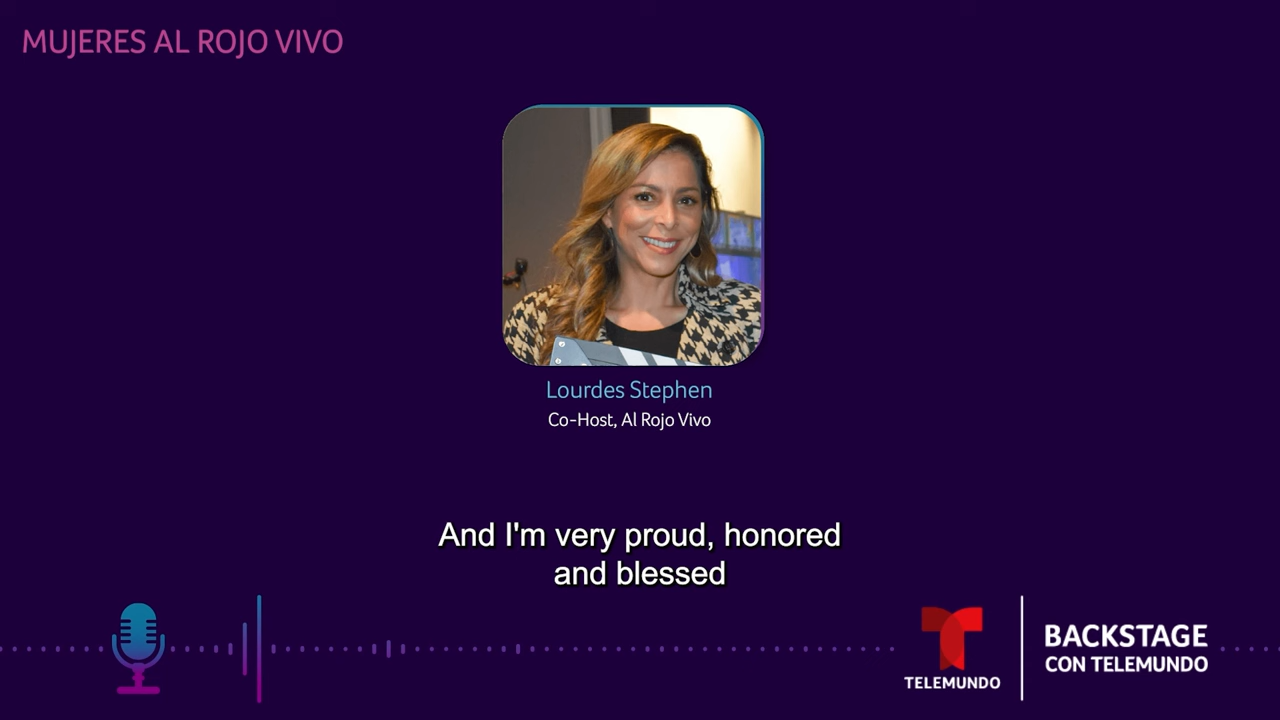 MUJERES AL ROJO VIVO
Lourdes Stephen
Co-Host, Al Rojo Vivo
And I'm very proud, honored
and blessed
TELEMUNDO
BACKSTAGE
CON TELEMUNDO